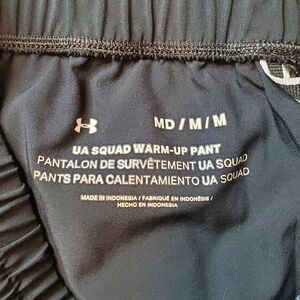 MD / M / M
UA SQUAD WARM-UP PANT
PANTALON DE SURVÊTEMENT UA SQUAD
PANTS PARA CALENTAMIENTO UA SQUAD
MADE IN INDONESIA / FABRIQUÉ EN INDONÉSIE /
HECHO EN INDONESIA